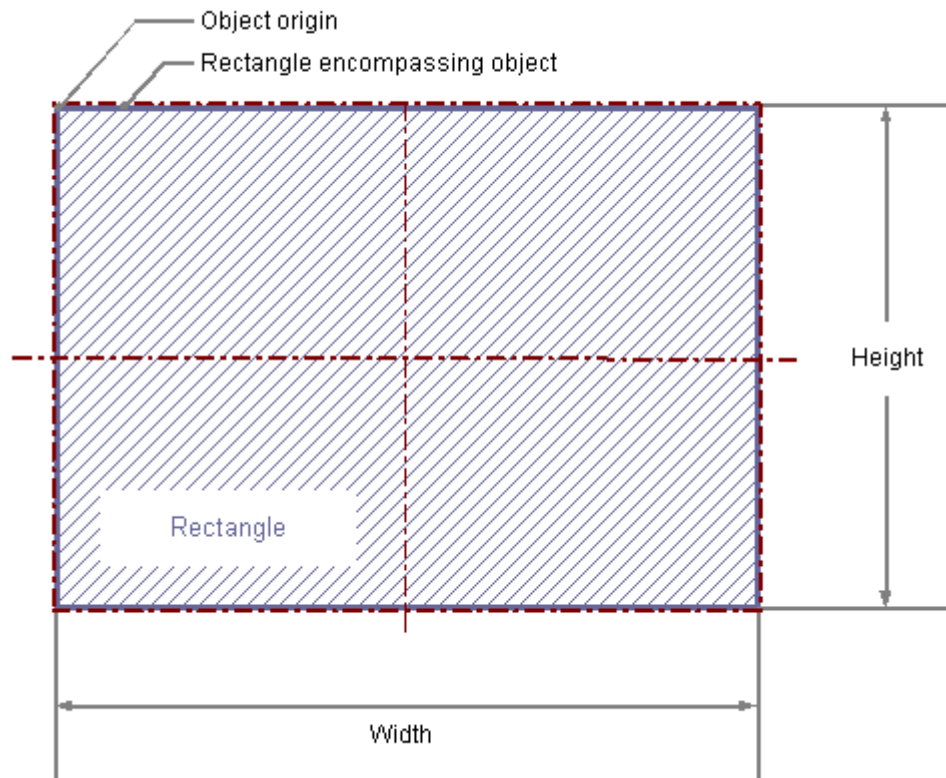 Object origin
Rectangle encompassing object
Height
Rectangle
Width